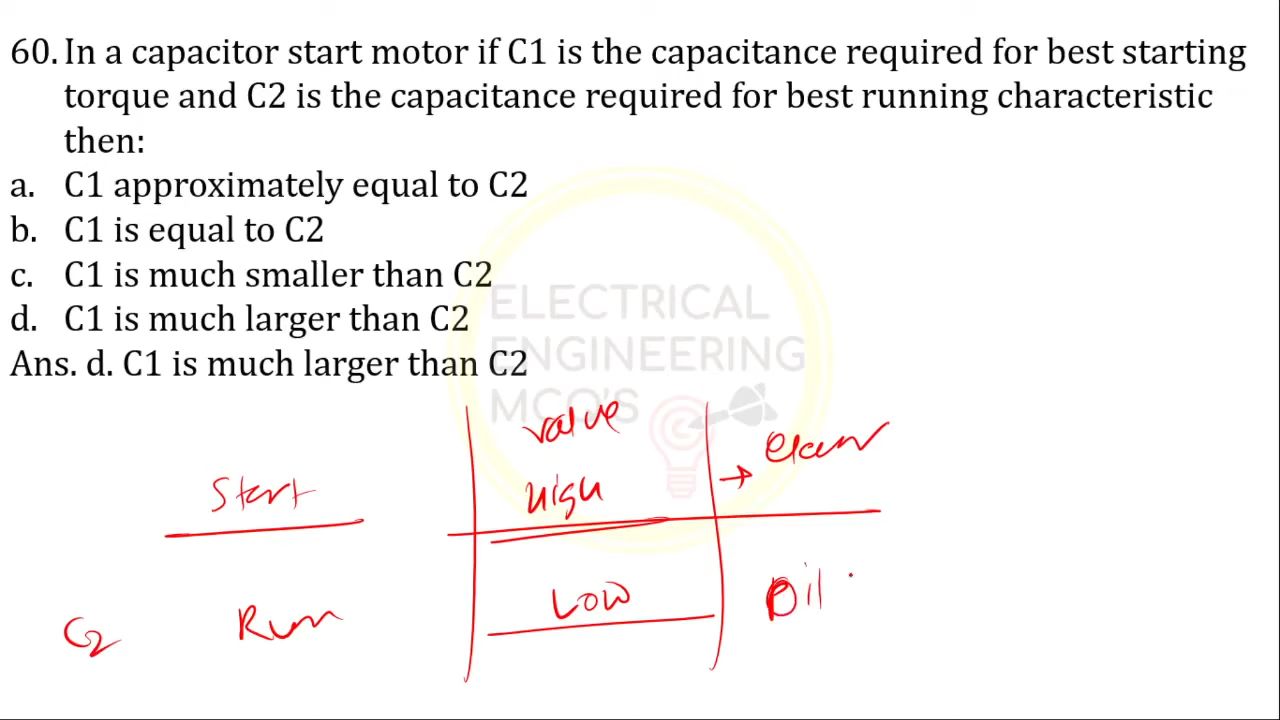 60. In a capacitor start motor if C1 is the capacitance required for best starting
torque and C2 is the capacitance required for best running characteristic
then:
a. C1 approximately equal to C2
b. C1 is equal to C2
c. C1 is much smaller than C2
d. C1 is much larger than C2
Ans. d. C1 is much larger than C2
ELECTRICAL
ENGINEERING
MCQ'S
value
Start high →
C2 Run Low Oil